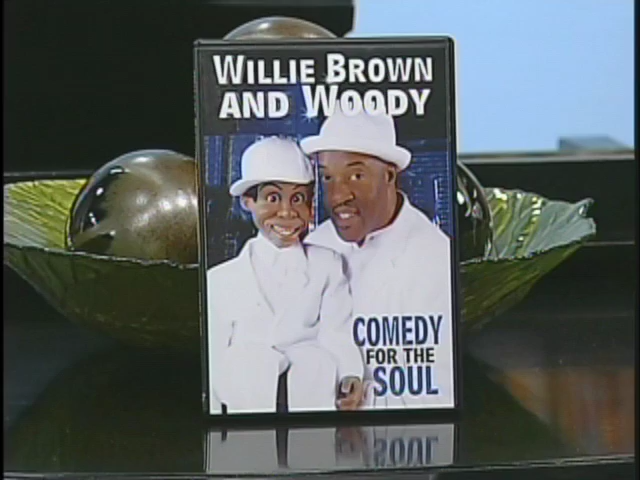 WILLIE BROWN
AND WOODY
COMEDY
FOR THE
SOUL